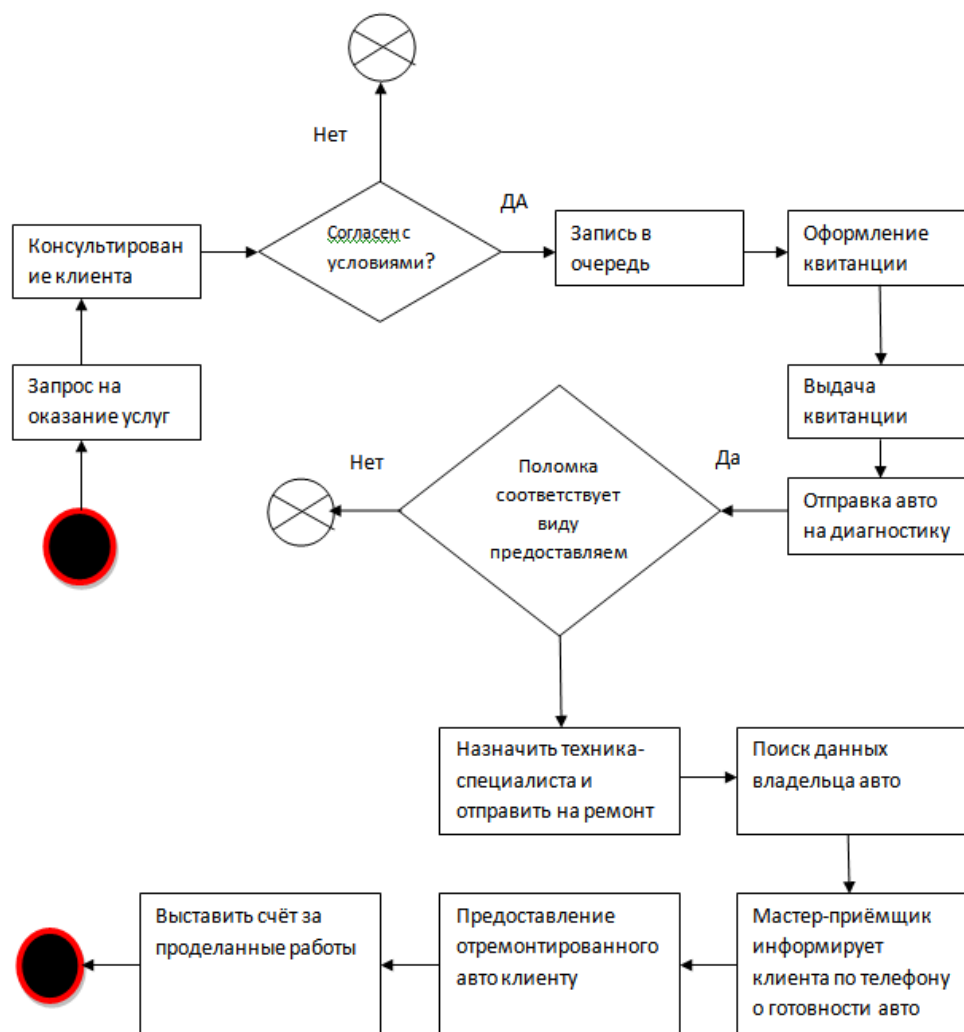 Нет
ДА
Консультирован
ие клиента
Согласен с
условиями?
Запись в
очередь
Оформление
квитанции
Запрос на
оказание услуг
Выдача
квитанции
Нет
Да
Поломка
соответствует
виду
предоставляем
Отправка авто
на диагностику
Назначить техника-
специалиста и
отправить на ремонт
Поиск данных
владельца авто
Выставить счёт за
проделанные работы
Предоставление
отремонтированного
авто клиенту
Мастер-приёмщик
информирует
клиента по телефону
о готовности авто